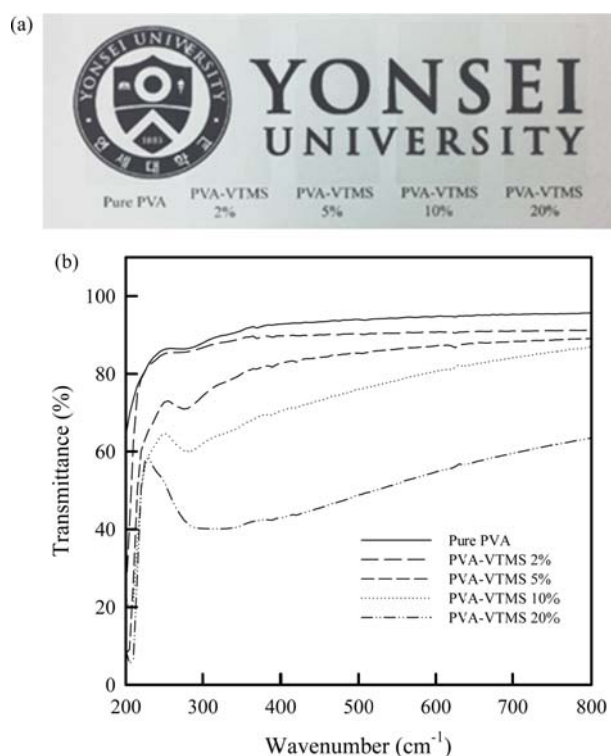 (a)
YONSEI UNIVERSITY
1885
YONSEI
UNIVERSITY
Pure PVA
PVA-VTMS
2%
PVA-VTMS
5%
PVA-VTMS
10%
PVA-VTMS
20%
(b)
Transmittance (%)
100
80
60
40
20
0
Pure PVA
PVA-VTMS 2%
PVA-VTMS 5%
PVA-VTMS 10%
PVA-VTMS 20%
200 300 400 500 600 700 800
Wavenumber (cm⁻¹)